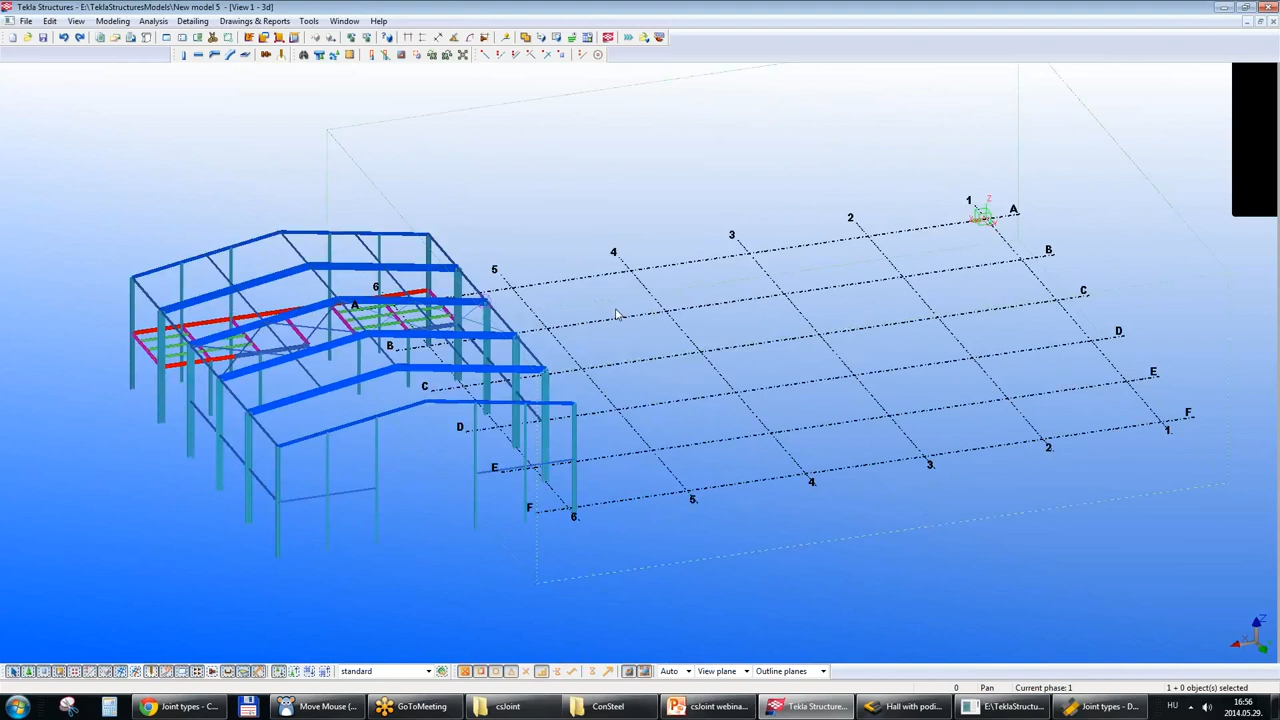 Tekla Structures - E:\TeklaStructuresModels\New model 5 - [View 1 - 3d]
File Edit View Modeling Analysis Detailing Drawings & Reports Tools Window Help
1 A
2 B
3 C
4 D
5 E
6 F
A
B
C
D
E
F
1.
2.
3.
4.
5.
6.
Z
Z
X
standard Auto View plane Outline planes
0 Pan Current phase: 1 1 + 0 object(s) selected
Joint types - C... Move Mouse (... GoToMeeting csJoint ConSteel csJoint webina... Tekla Structure... Hall with podi... E:\TeklaStructu... Joint types - D... HU 16:56
2014.05.29.